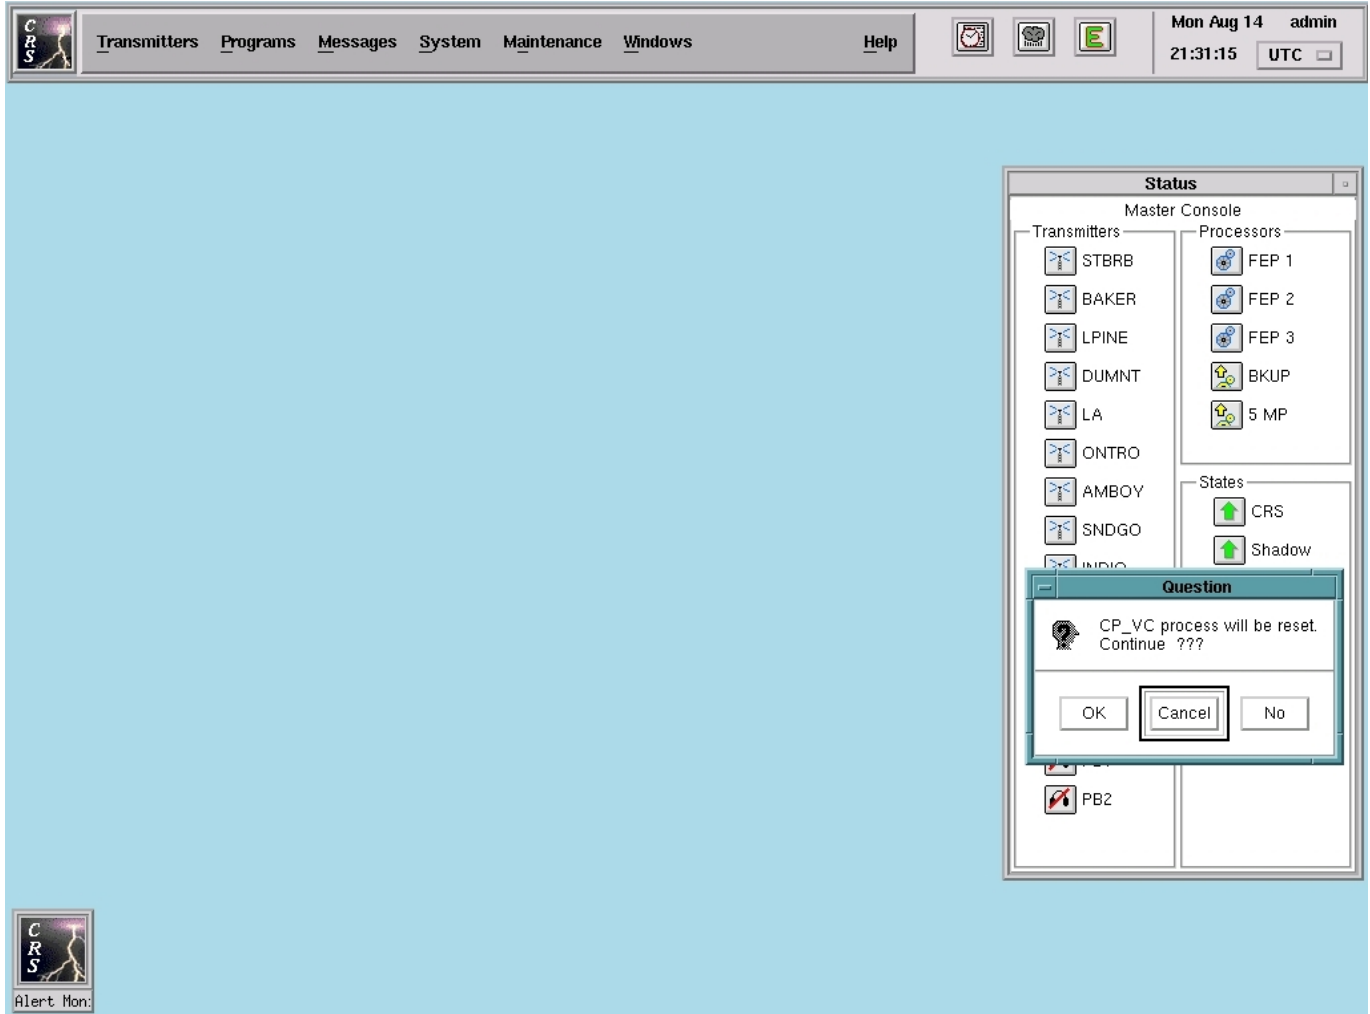 CRS
Transmitters Programs Messages System Maintenance Windows Help
E
Mon Aug 14 admin
21:31:15 UTC
Status
Master Console
Transmitters
STBRB
BAKER
LPINE
DUMNT
LA
ONTRO
AMBOY
SNDGO
INDIO
Processors
FEP 1
FEP 2
FEP 3
BKUP
5 MP
States
CRS
Shadow
Question
CP_VC process will be reset.
Continue ???
OK Cancel No
PB2
CRS
Alert Mon: